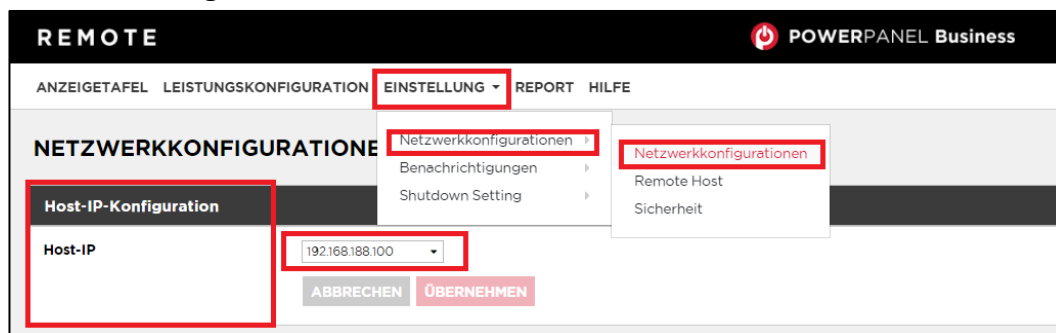 REMOTE
POWERPANEL Business
ANZEIGETAFEL LEISTUNGSKONFIGURATION EINSTELLUNG REPORT HILFE
NETZWERKKONFIGURATIONE
Netzwerkkonfigurationen
Benachrichtigungen
Shutdown Setting
Netzwerkkonfigurationen
Remote Host
Sicherheit
Host-IP-Konfiguration
Host-IP
192.168.188.100
ABBRECHEN ÜBERNEHMEN